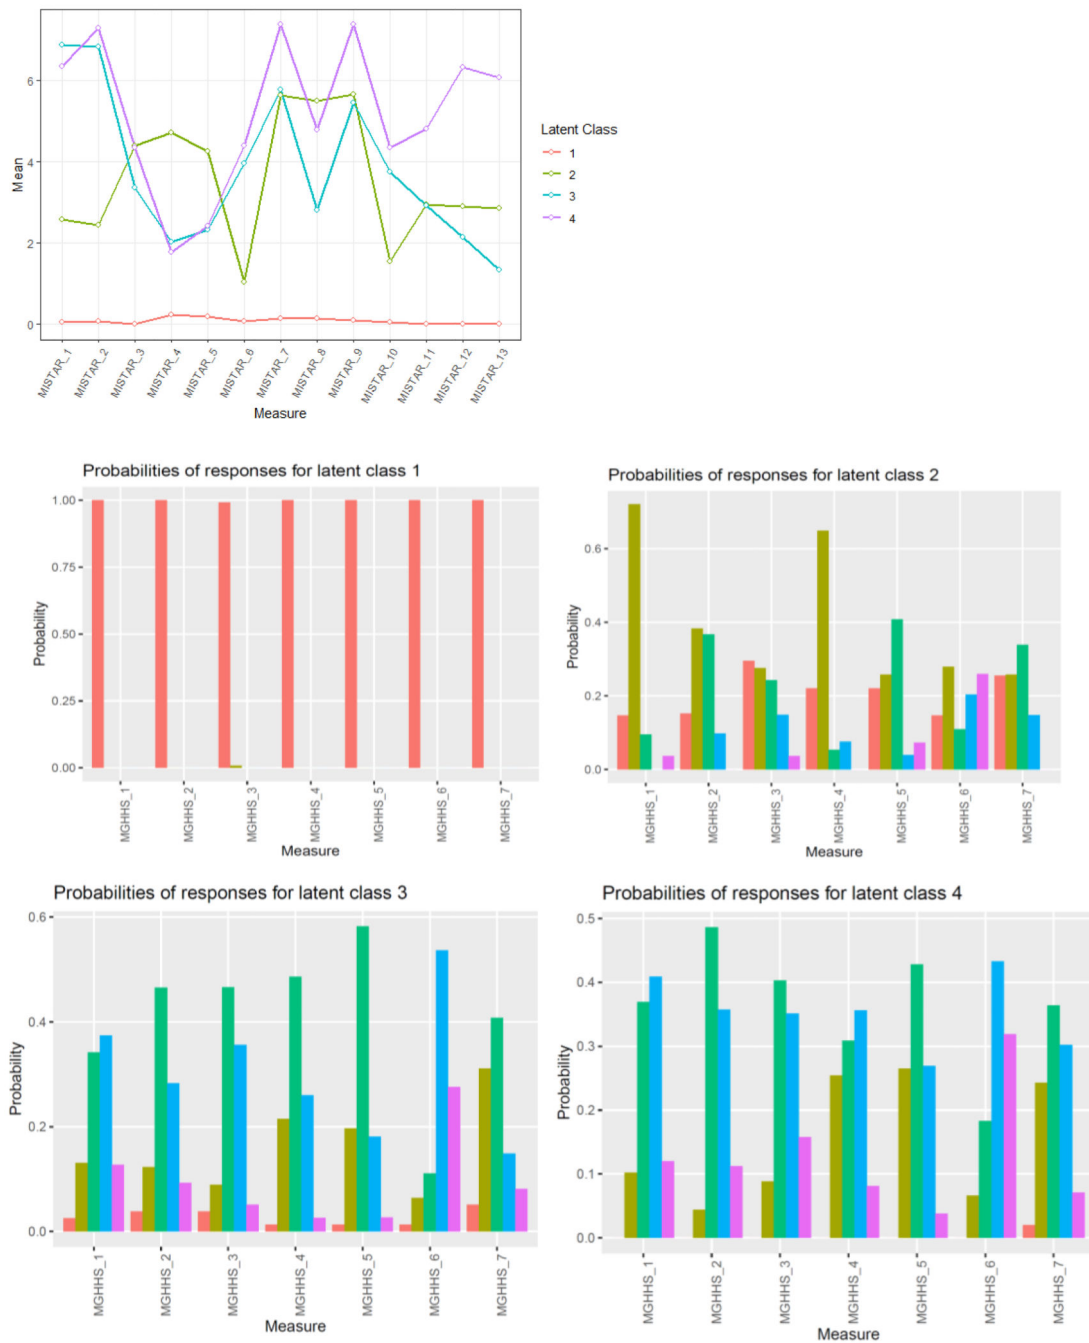 6
4
2
0
Mean
MISTAR_1
MISTAR_2
MISTAR_3
MISTAR_4
MISTAR_5
MISTAR_6
MISTAR_7
MISTAR_8
MISTAR_9
MISTAR_10
MISTAR_11
MISTAR_12
MISTAR_13
Measure
Latent Class
1
2
3
4
Probabilities of responses for latent class 1
1.00
0.75
0.50
0.25
0.00
Probability
MGHHS_1
MGHHS_2
MGHHS_3
MGHHS_4
MGHHS_5
MGHHS_6
MGHHS_7
Measure
Probabilities of responses for latent class 2
0.6
0.4
0.2
0.0
Probability
MGHHS_1
MGHHS_2
MGHHS_3
MGHHS_4
MGHHS_5
MGHHS_6
MGHHS_7
Measure
Probabilities of responses for latent class 3
0.6
0.4
0.2
0.0
Probability
MGHHS_1
MGHHS_2
MGHHS_3
MGHHS_4
MGHHS_5
MGHHS_6
MGHHS_7
Measure
Probabilities of responses for latent class 4
0.5
0.4
0.3
0.2
0.1
0.0
Probability
MGHHS_1
MGHHS_2
MGHHS_3
MGHHS_4
MGHHS_5
MGHHS_6
MGHHS_7
Measure